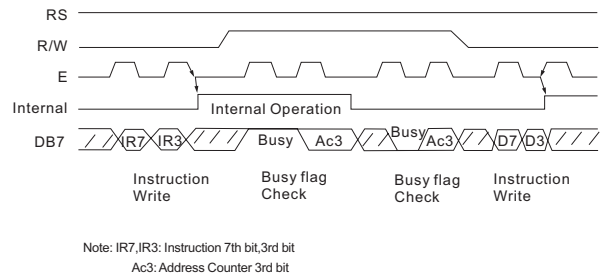 RS
R/W
E
Internal Internal Operation
DB7 IR7 IR3 Busy Ac3 Busy Ac3 D7 D3
Instruction Write
Busy flag Check
Busy flag Check
Instruction Write
Note: IR7,IR3: Instruction 7th bit,3rd bit
Ac3: Address Counter 3rd bit